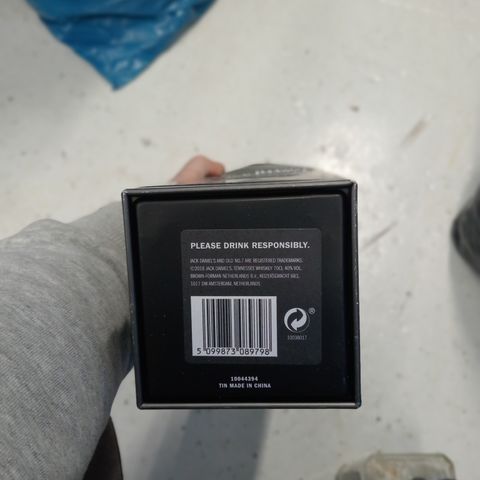 PLEASE DRINK RESPONSIBLY.
JACK DANIEL'S AND OLD NO.7 ARE REGISTERED TRADEMARKS.
©2018 JACK DANIEL'S. TENNESSEE WHISKEY 70CL 40% VOL.
BROWN-FORMAN NETHERLANDS B.V., KEIZERSGRACHT
1017 DW AMSTERDAM, NETHERLANDS
5 099873 089798
10038017
10044394
TIN MADE IN CHINA